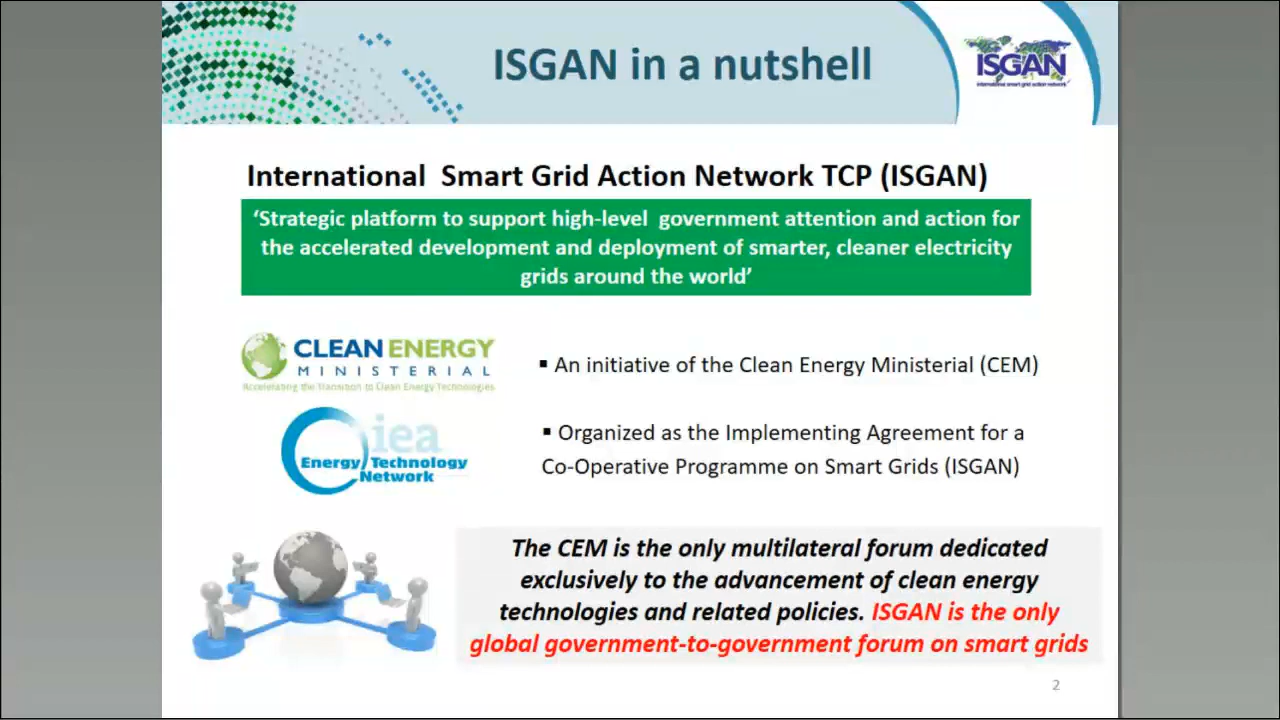 ISGAN in a nutshell
ISGAN
international smart grid action network
International Smart Grid Action Network TCP (ISGAN)
‘Strategic platform to support high-level government attention and action for
the accelerated development and deployment of smarter, cleaner electricity
grids around the world’
CLEAN ENERGY
MINISTERIAL
Accelerating the Transition to Clean Energy Technologies
▪ An initiative of the Clean Energy Ministerial (CEM)
iea
Energy Technology
Network
▪ Organized as the Implementing Agreement for a
Co-Operative Programme on Smart Grids (ISGAN)
The CEM is the only multilateral forum dedicated
exclusively to the advancement of clean energy
technologies and related policies. ISGAN is the only
global government-to-government forum on smart grids
2